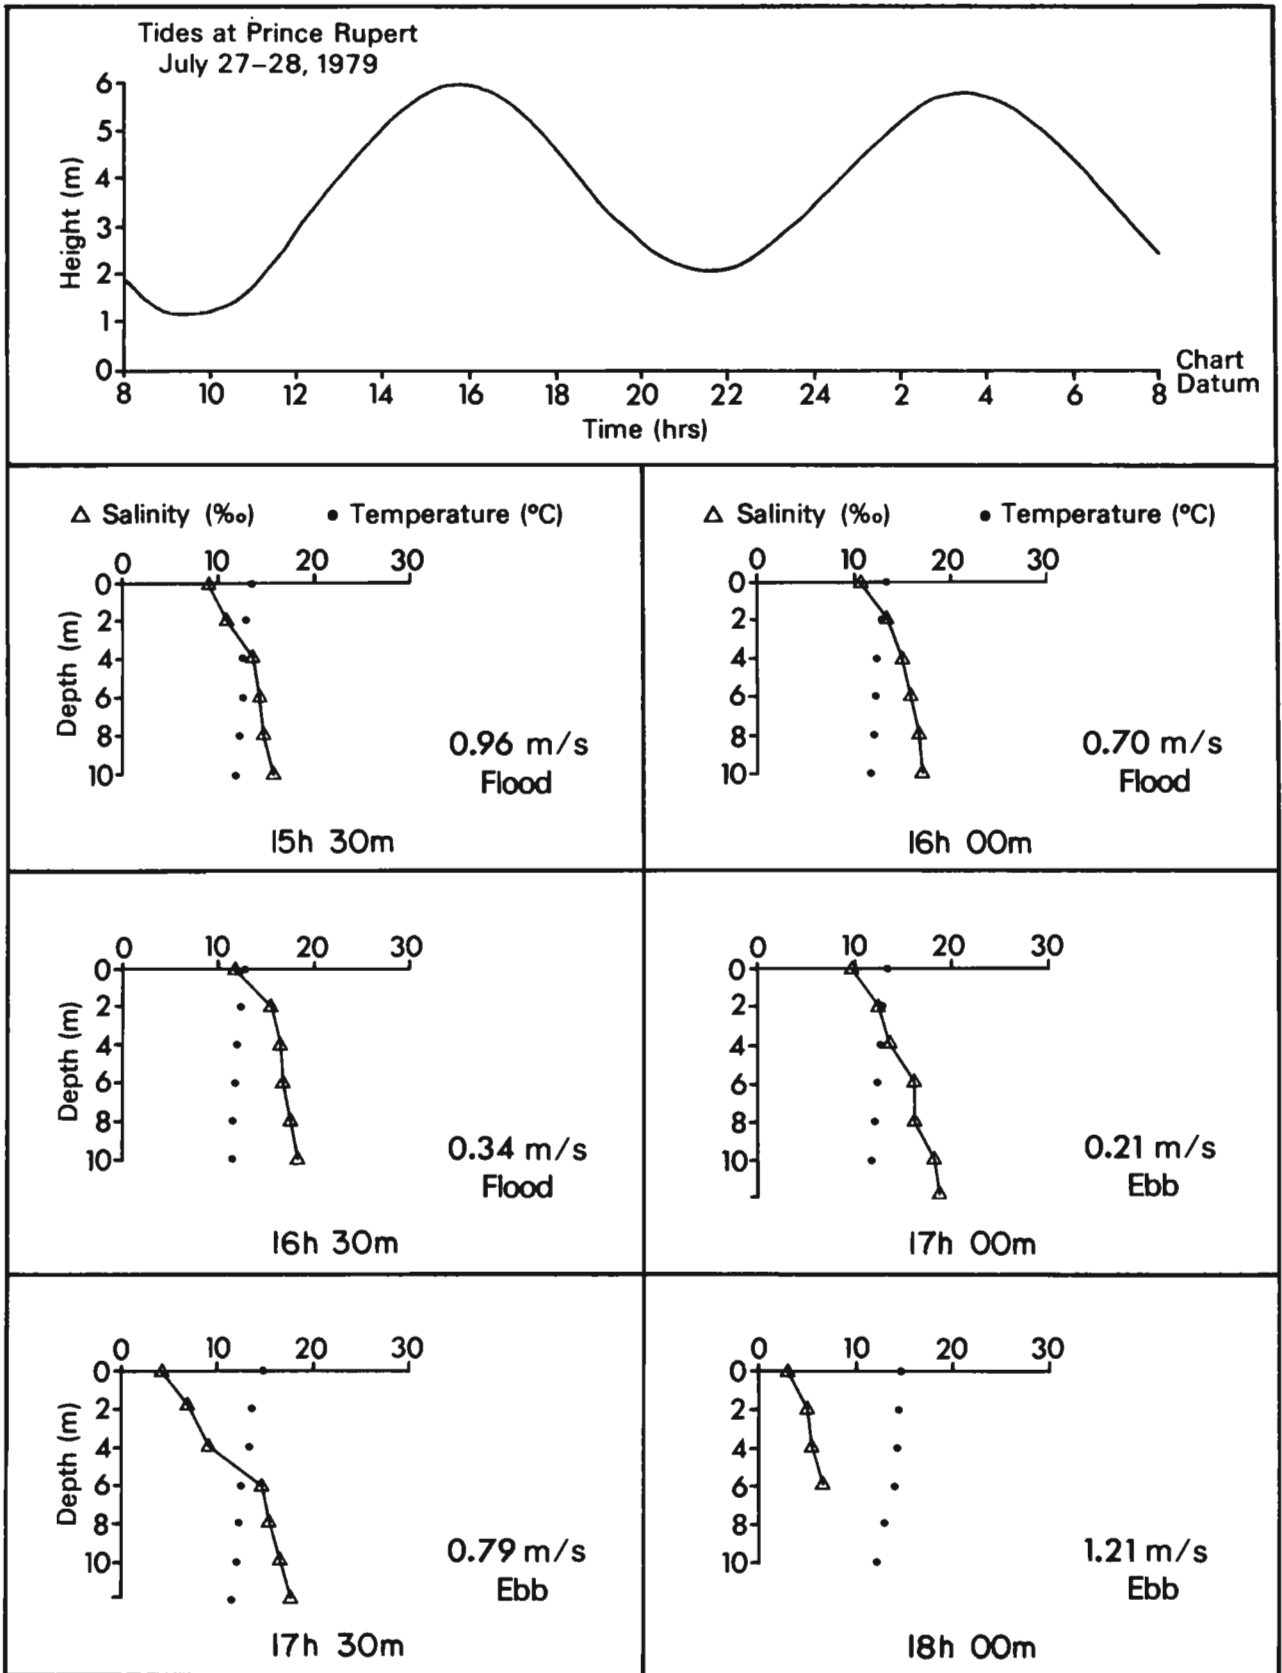 Tides at Prince Rupert
July 27–28, 1979
6
5
4
3
2
1
0
Height (m)
8 10 12 14 16 18 20 22 24 2 4 6 8
Chart
Datum
Time (hrs)
△ Salinity (‰) • Temperature (°C)
0 10 20 30
0
2
4
6
8
10
Depth (m)
0.96 m/s
Flood
15h 30m
△ Salinity (‰) • Temperature (°C)
0 10 20 30
0
2
4
6
8
10
0.70 m/s
Flood
16h 00m
0 10 20 30
0
2
4
6
8
10
Depth (m)
0.34 m/s
Flood
16h 30m
0 10 20 30
0
2
4
6
8
10
0.21 m/s
Ebb
17h 00m
0 10 20 30
0
2
4
6
8
10
Depth (m)
0.79 m/s
Ebb
17h 30m
0 10 20 30
0
2
4
6
8
10
1.21 m/s
Ebb
18h 00m